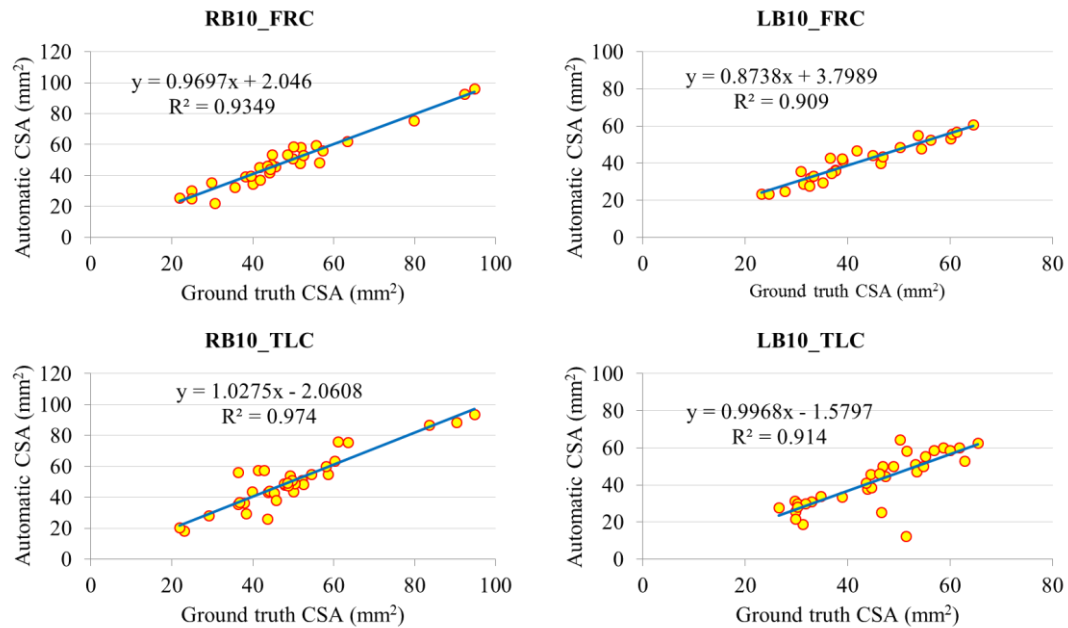 RB10_FRC
Automatic CSA (mm²)
120
100
80
60
40
20
0
y = 0.9697x + 2.046
R² = 0.9349
0 20 40 60 80 100
Ground truth CSA (mm²)
LB10_FRC
Automatic CSA (mm²)
100
80
60
40
20
0
y = 0.8738x + 3.7989
R² = 0.909
0 20 40 60 80
Ground truth CSA (mm²)
RB10_TLC
Automatic CSA (mm²)
120
100
80
60
40
20
0
y = 1.0275x - 2.0608
R² = 0.974
0 20 40 60 80 100
Ground truth CSA (mm²)
LB10_TLC
Automatic CSA (mm²)
100
80
60
40
20
0
y = 0.9968x - 1.5797
R² = 0.914
0 20 40 60 80
Ground truth CSA (mm²)